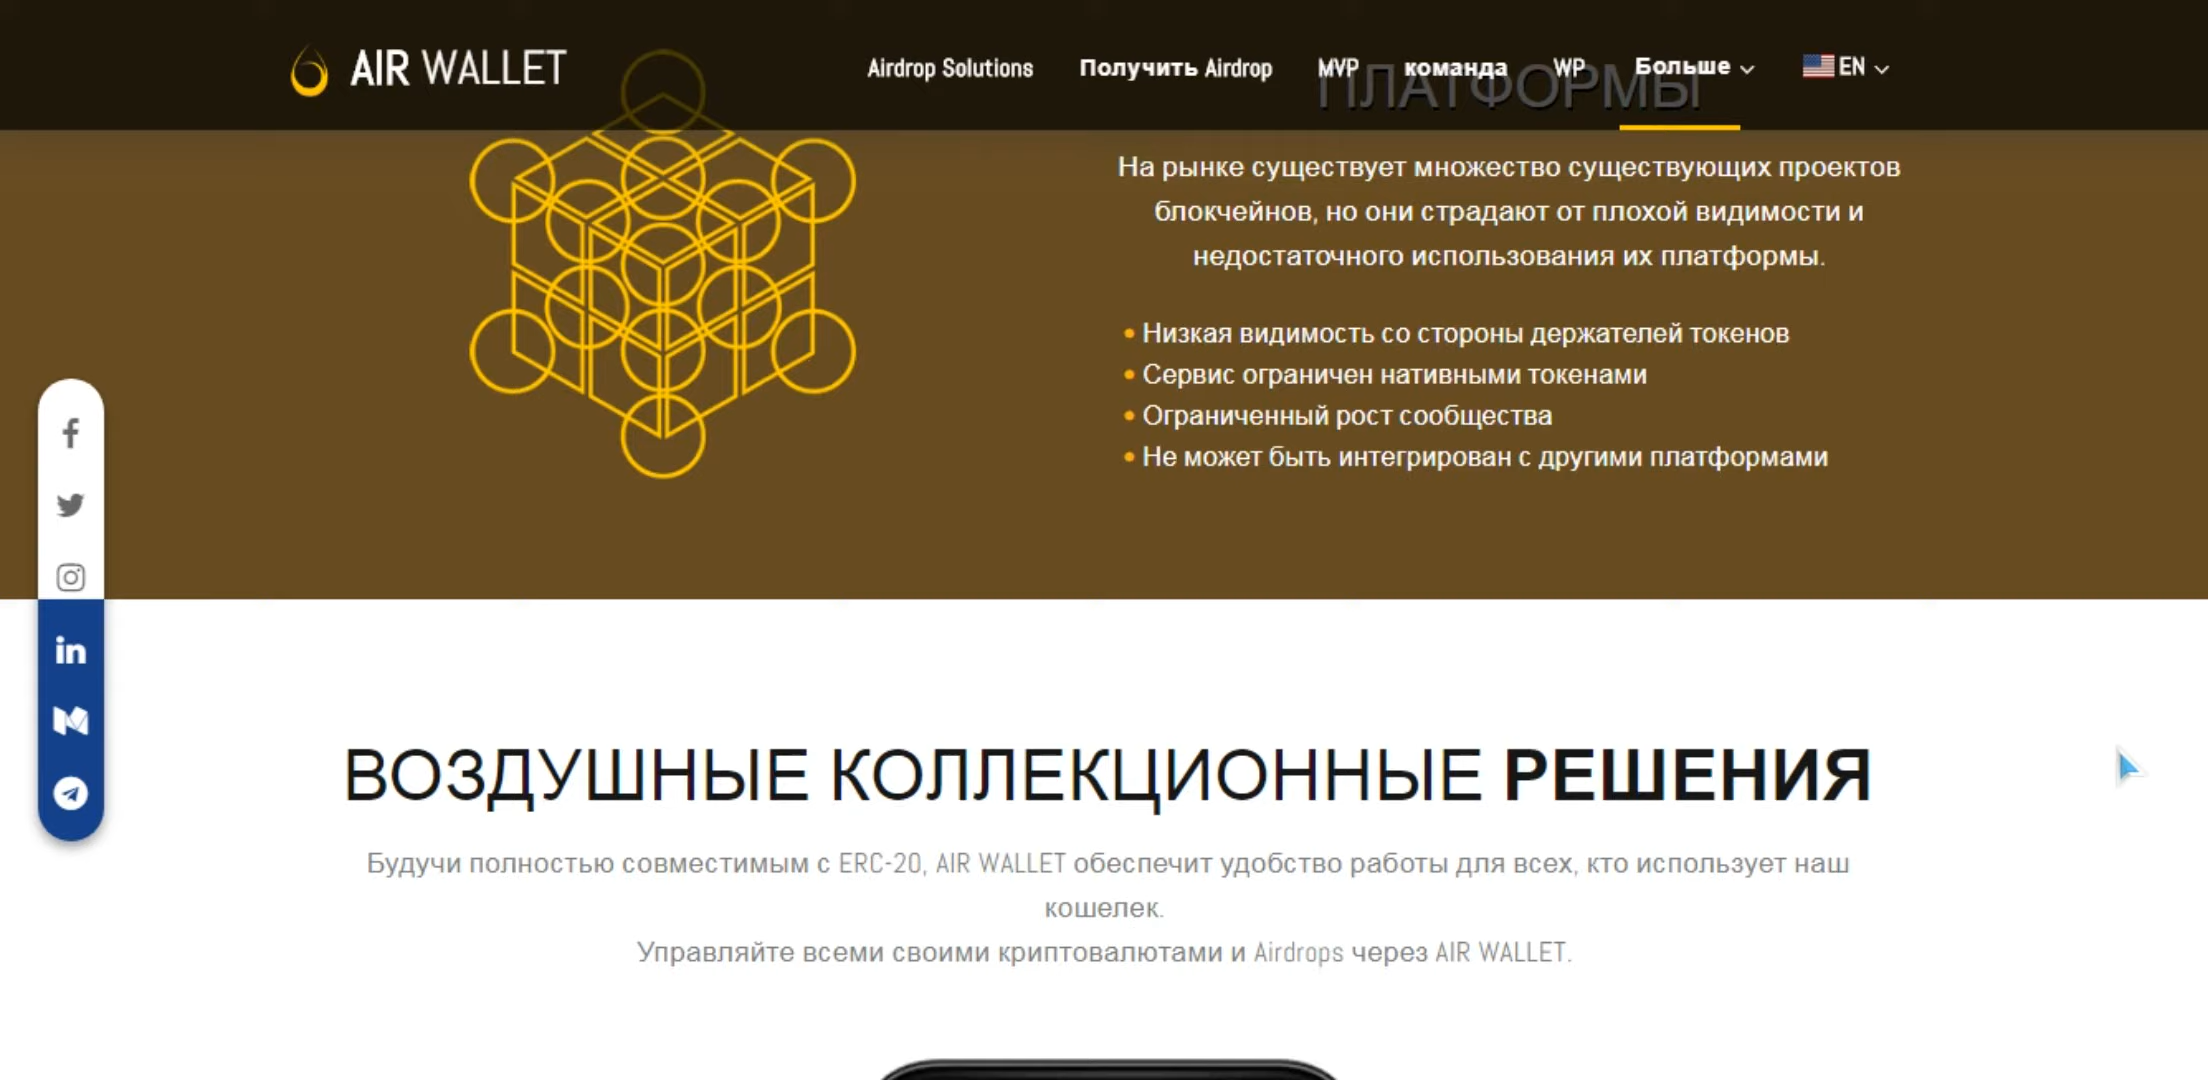 AIR WALLET
Airdrop Solutions
Получить Airdrop
MVP
команда
WP
Больше
EN
ПЛАТФОРМЫ
На рынке существует множество существующих проектов
блокчейнов, но они страдают от плохой видимости и
недостаточного использования их платформы.
• Низкая видимость со стороны держателей токенов
• Сервис ограничен нативными токенами
• Ограниченный рост сообщества
• Не может быть интегрирован с другими платформами
ВОЗДУШНЫЕ КОЛЛЕКЦИОННЫЕ РЕШЕНИЯ
Будучи полностью совместимым с ERC-20, AIR WALLET обеспечит удобство работы для всех, кто использует наш
кошелек.
Управляйте всеми своими криптовалютами и Airdrops через AIR WALLET.